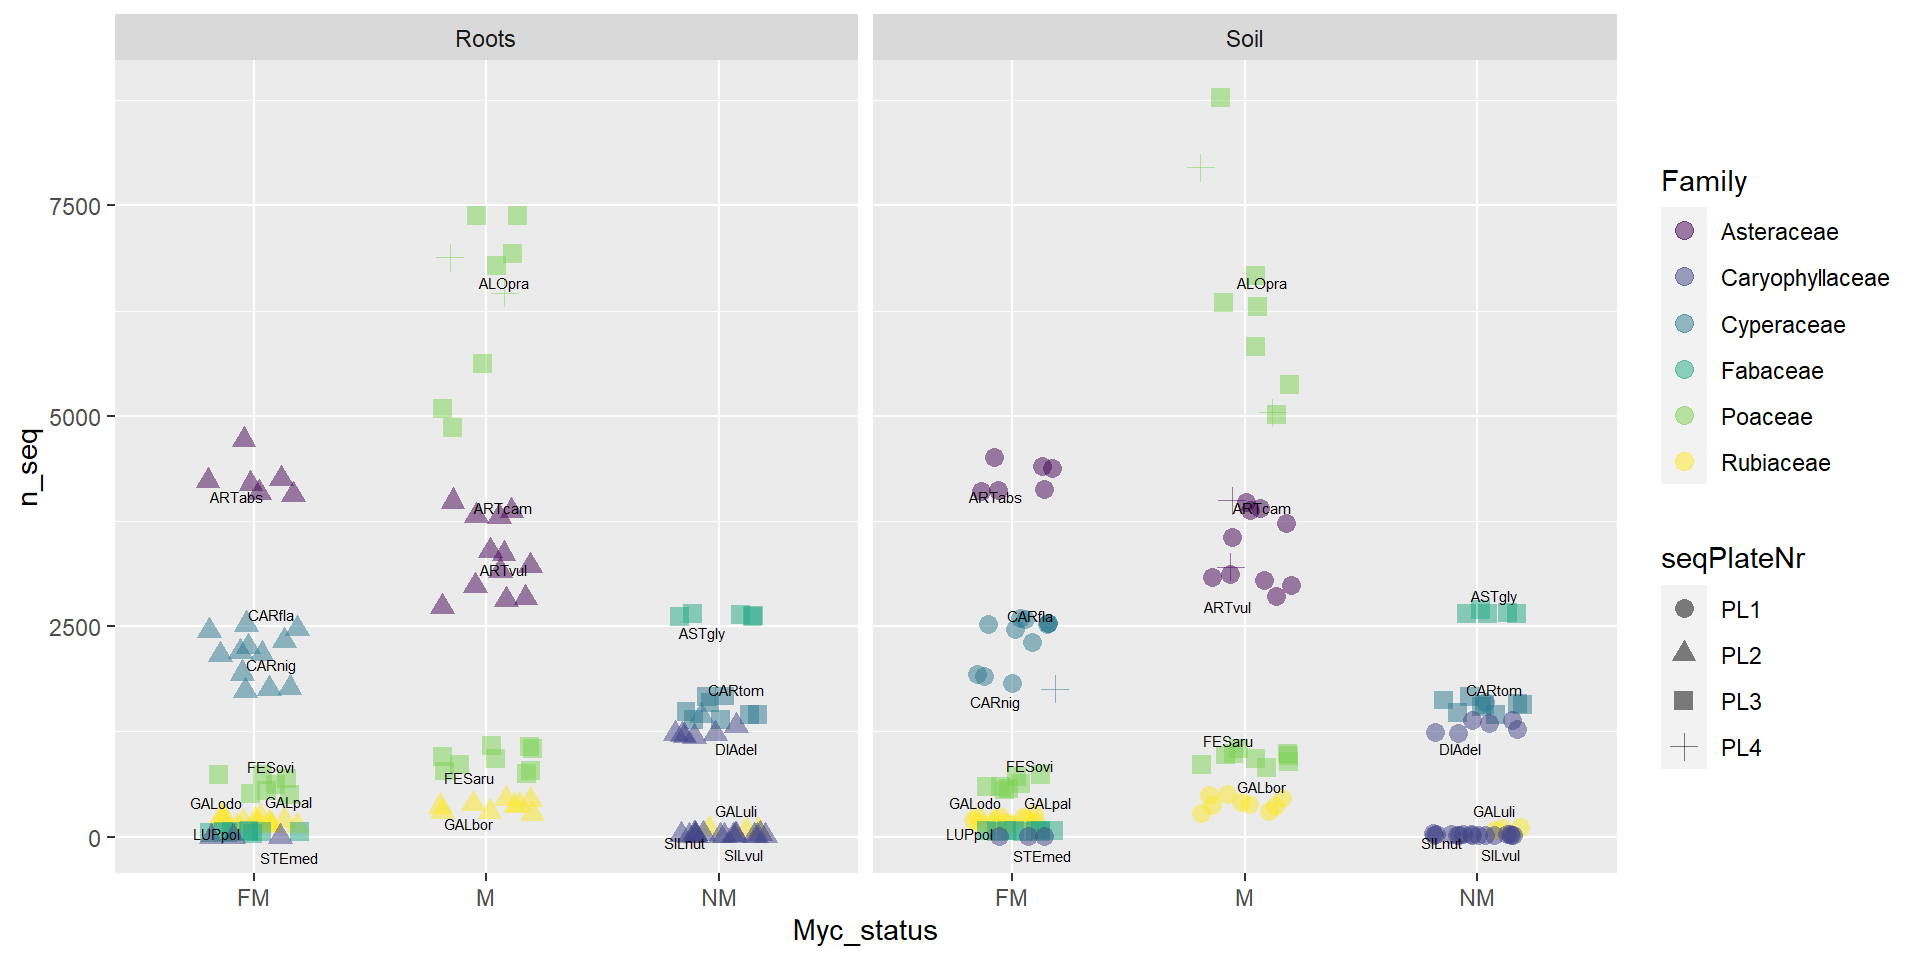 Roots
Soil
n_seq
7500
5000
2500
0
ALOpra
ARTabs
ARTcam
ARTvul
CARfla
CARnig
ASTgly
CARtom
DIAdel
FESovi
FESaru
GALodo
GALpal
GALbor
GALuli
LUPpol
STEmed
SILnut
SILvul
ALOpra
ARTabs
ARTcam
ARTvul
CARfla
CARnig
ASTgly
CARtom
DIAdel
FESaru
FESovi
GALbor
GALodo
GALpal
GALuli
LUPpol
STEmed
SILnut
SILvul
FM
M
NM
FM
M
NM
Myc_status
Family
Asteraceae
Caryophyllaceae
Cyperaceae
Fabaceae
Poaceae
Rubiaceae
seqPlateNr
PL1
PL2
PL3
PL4